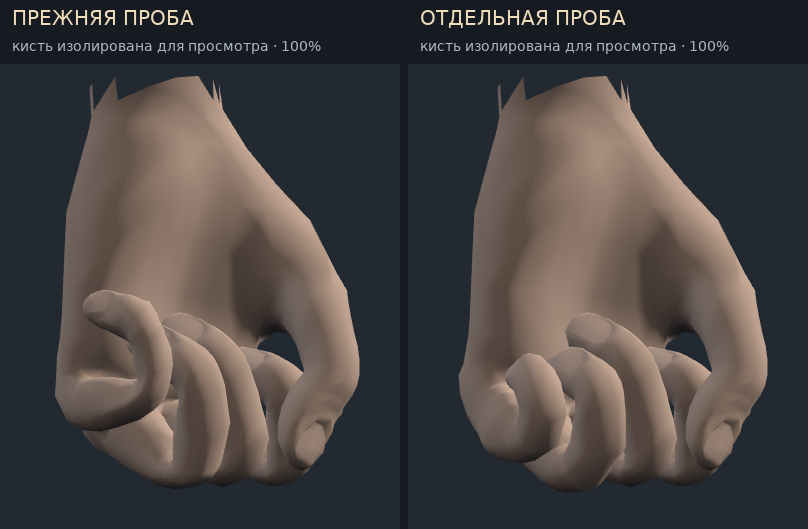 ПРЕЖНЯЯ ПРОБА
кисть изолирована для просмотра · 100%
ОТДЕЛЬНАЯ ПРОБА
кисть изолирована для просмотра · 100%